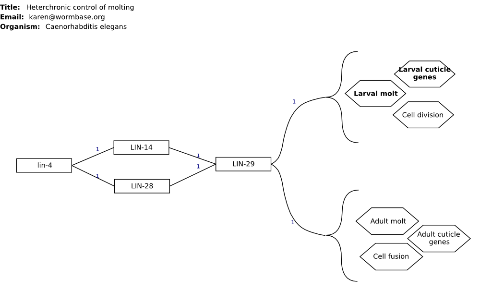 Title: Heterchronic control of molting
Email: karen@wormbase.org
Organism: Caenorhabditis elegans
Larval cuticle
genes
Larval molt
1
Cell division
LIN-14
1
1
lin-4
LIN-29
1
1
LIN-28
Adult molt
1
Adult cuticle
genes
Cell fusion